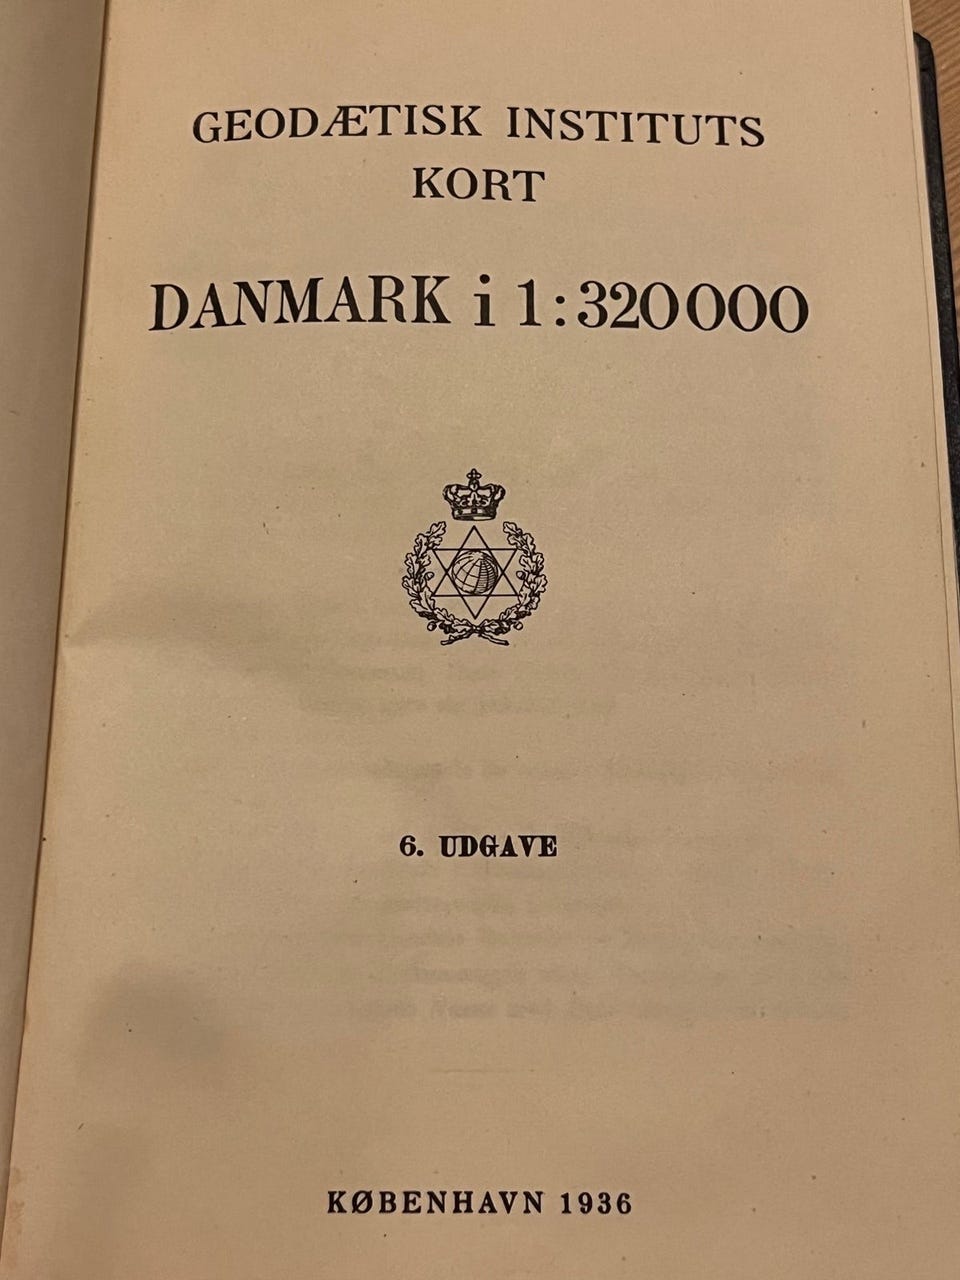 GEODÆTISK INSTITUTS
KORT
DANMARK i 1:320000
6. UDGAVE
KØBENHAVN 1936